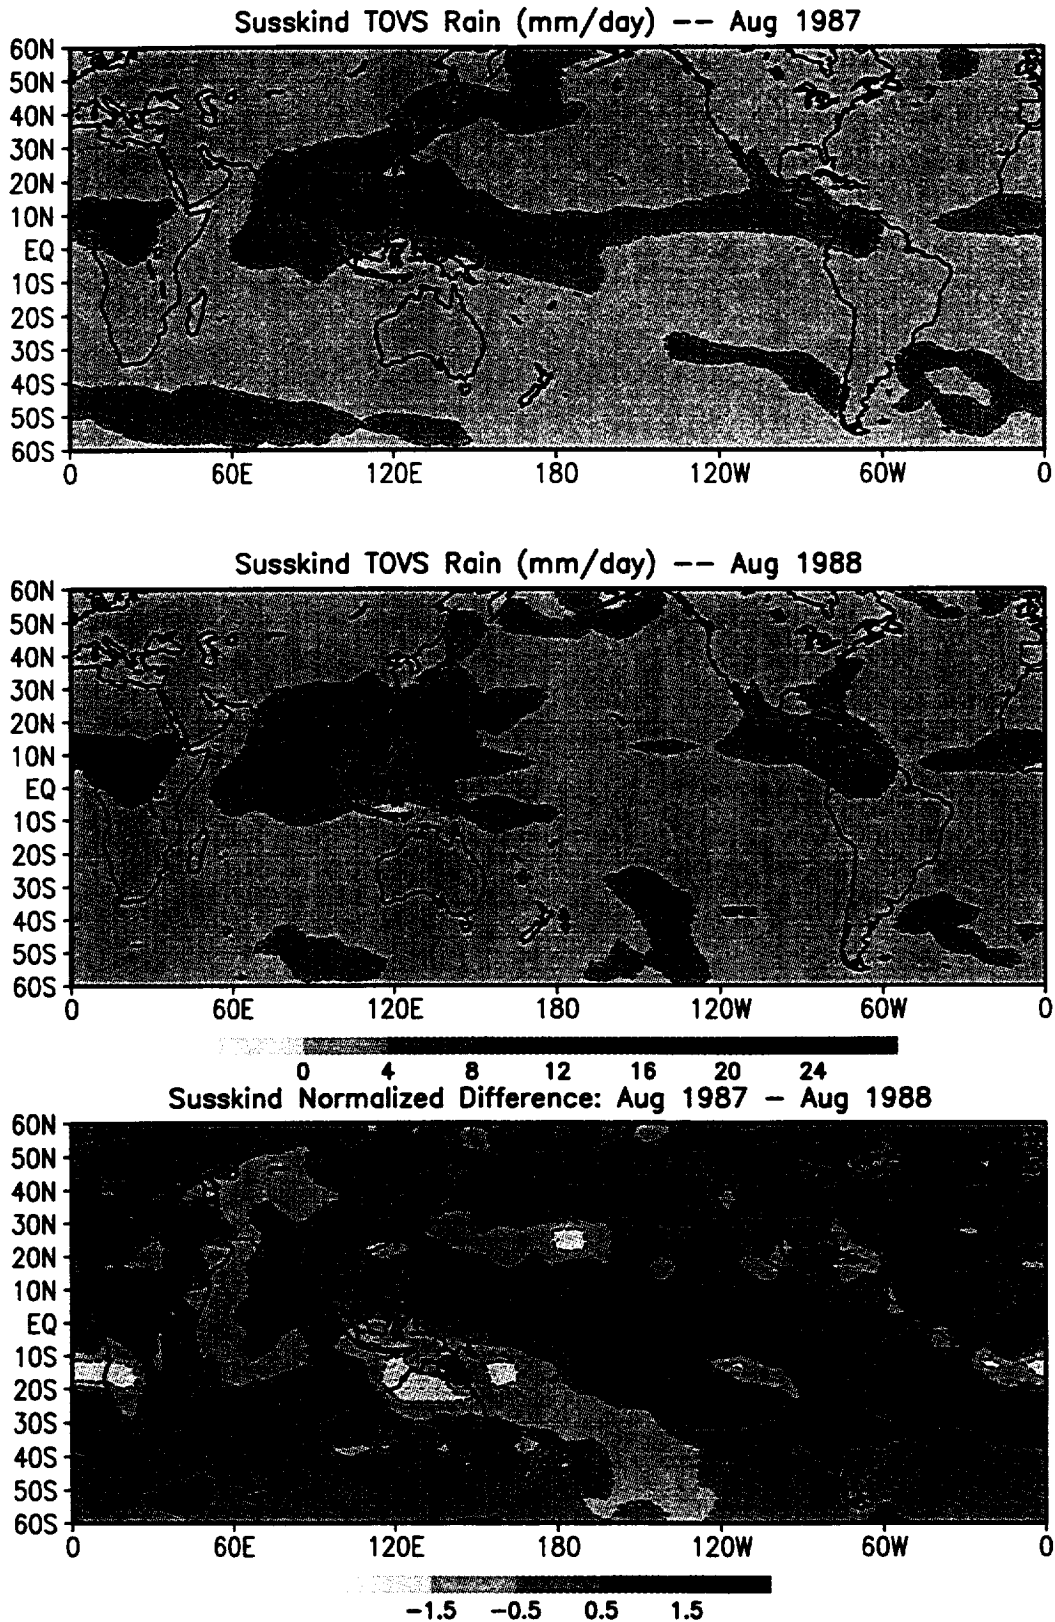 Susskind TOVS Rain (mm/day) -- Aug 1987
60N
50N
40N
30N
20N
10N
EQ
10S
20S
30S
40S
50S
60S
0 60E 120E 180 120W 60W 0
Susskind TOVS Rain (mm/day) -- Aug 1988
60N
50N
40N
30N
20N
10N
EQ
10S
20S
30S
40S
50S
60S
0 60E 120E 180 120W 60W 0
0 4 8 12 16 20 24
Susskind Normalized Difference: Aug 1987 - Aug 1988
60N
50N
40N
30N
20N
10N
EQ
10S
20S
30S
40S
50S
60S
0 60E 120E 180 120W 60W 0
-1.5 -0.5 0.5 1.5